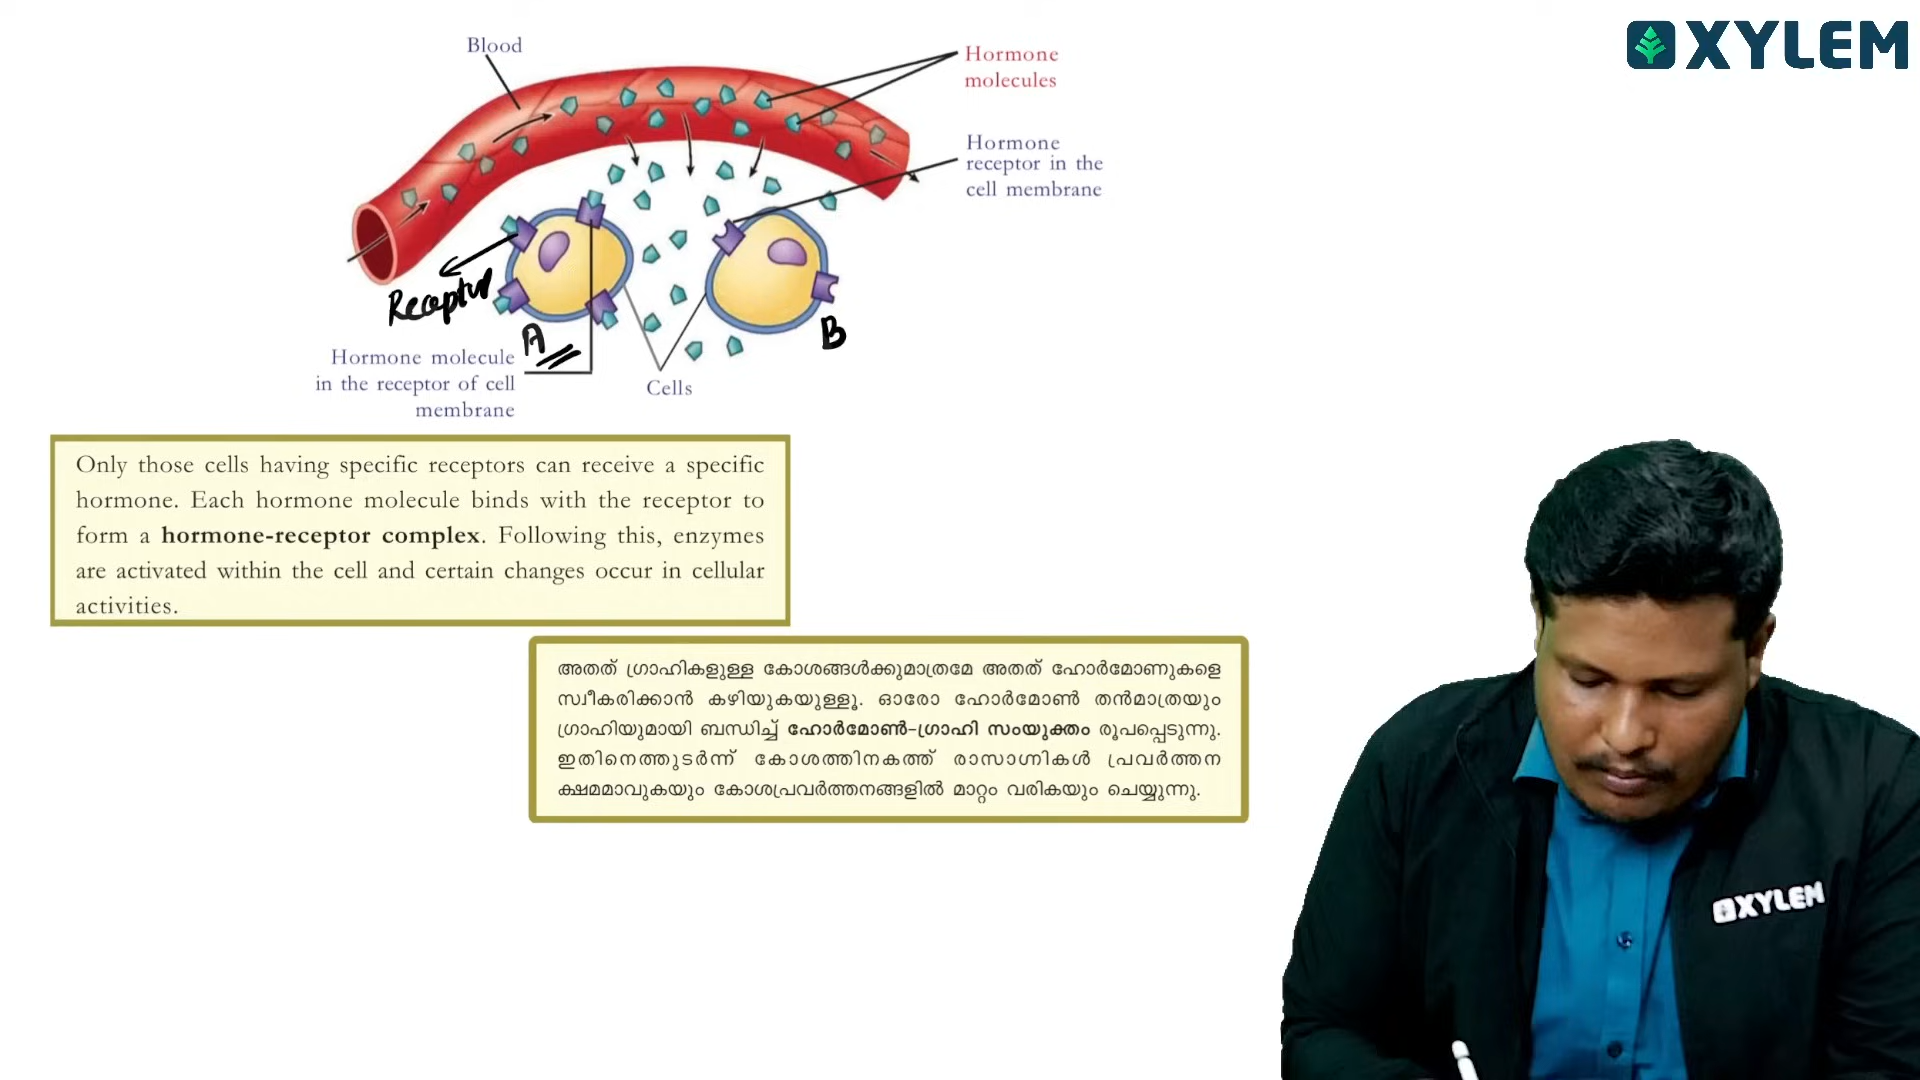 XYLEM
Blood
Hormone
molecules
Hormone
receptor in the
cell membrane
Receptur
A
B
Hormone molecule
in the receptor of cell
membrane
Cells
Only those cells having specific receptors can receive a specific
hormone. Each hormone molecule binds with the receptor to
form a hormone-receptor complex. Following this, enzymes
are activated within the cell and certain changes occur in cellular
activities.
അതത് ഗ്രാഹികളുള്ള കോശങ്ങൾക്കുമാത്രമേ അതത് ഹോർമോണുകളെ
സ്വീകരിക്കാൻ കഴിയുകയുള്ളൂ. ഓരോ ഹോർമോൺ തൻമാത്രയും
ഗ്രാഹിയുമായി ബന്ധിച്ച് ഹോർമോൺ-ഗ്രാഹി സംയുക്തം രൂപപ്പെടുന്നു.
ഇതിനെത്തുടർന്ന് കോശത്തിനകത്ത് രാസാഗ്നികൾ പ്രവർത്തന
ക്ഷമമാവുകയും കോശപ്രവർത്തനങ്ങളിൽ മാറ്റം വരികയും ചെയ്യുന്നു.
XYLEM